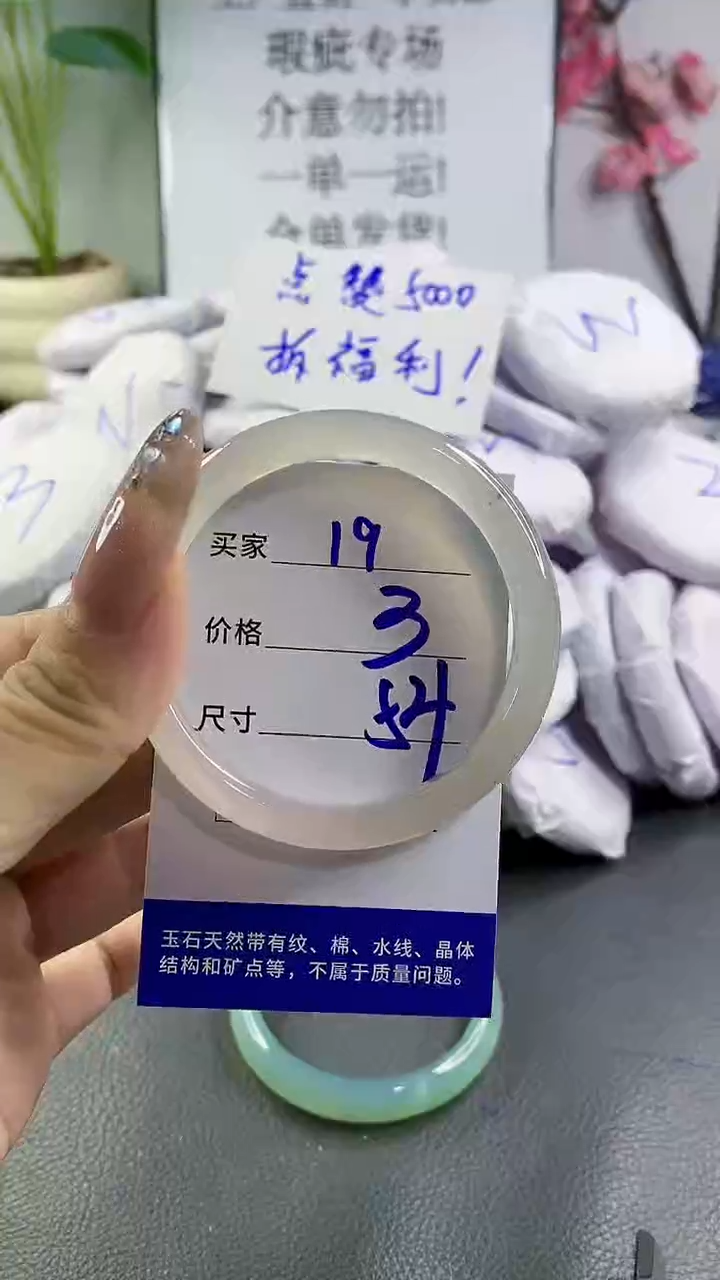 瑕疵专场
介意勿拍!
一单一运!
点赞5000
拆福利!
买家 19
价格 3
尺寸 54
玉石天然带有纹、棉、水线、晶体
结构和矿点等，不属于质量问题。